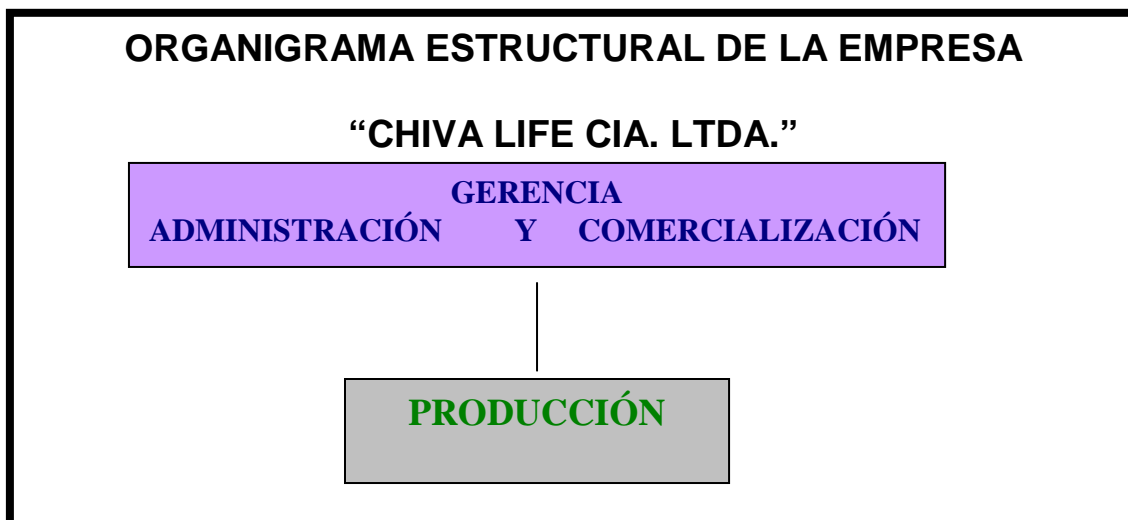 ORGANIGRAMA ESTRUCTURAL DE LA EMPRESA
“CHIVA LIFE CIA. LTDA.”
GERENCIA
ADMINISTRACIÓN Y COMERCIALIZACIÓN
PRODUCCIÓN